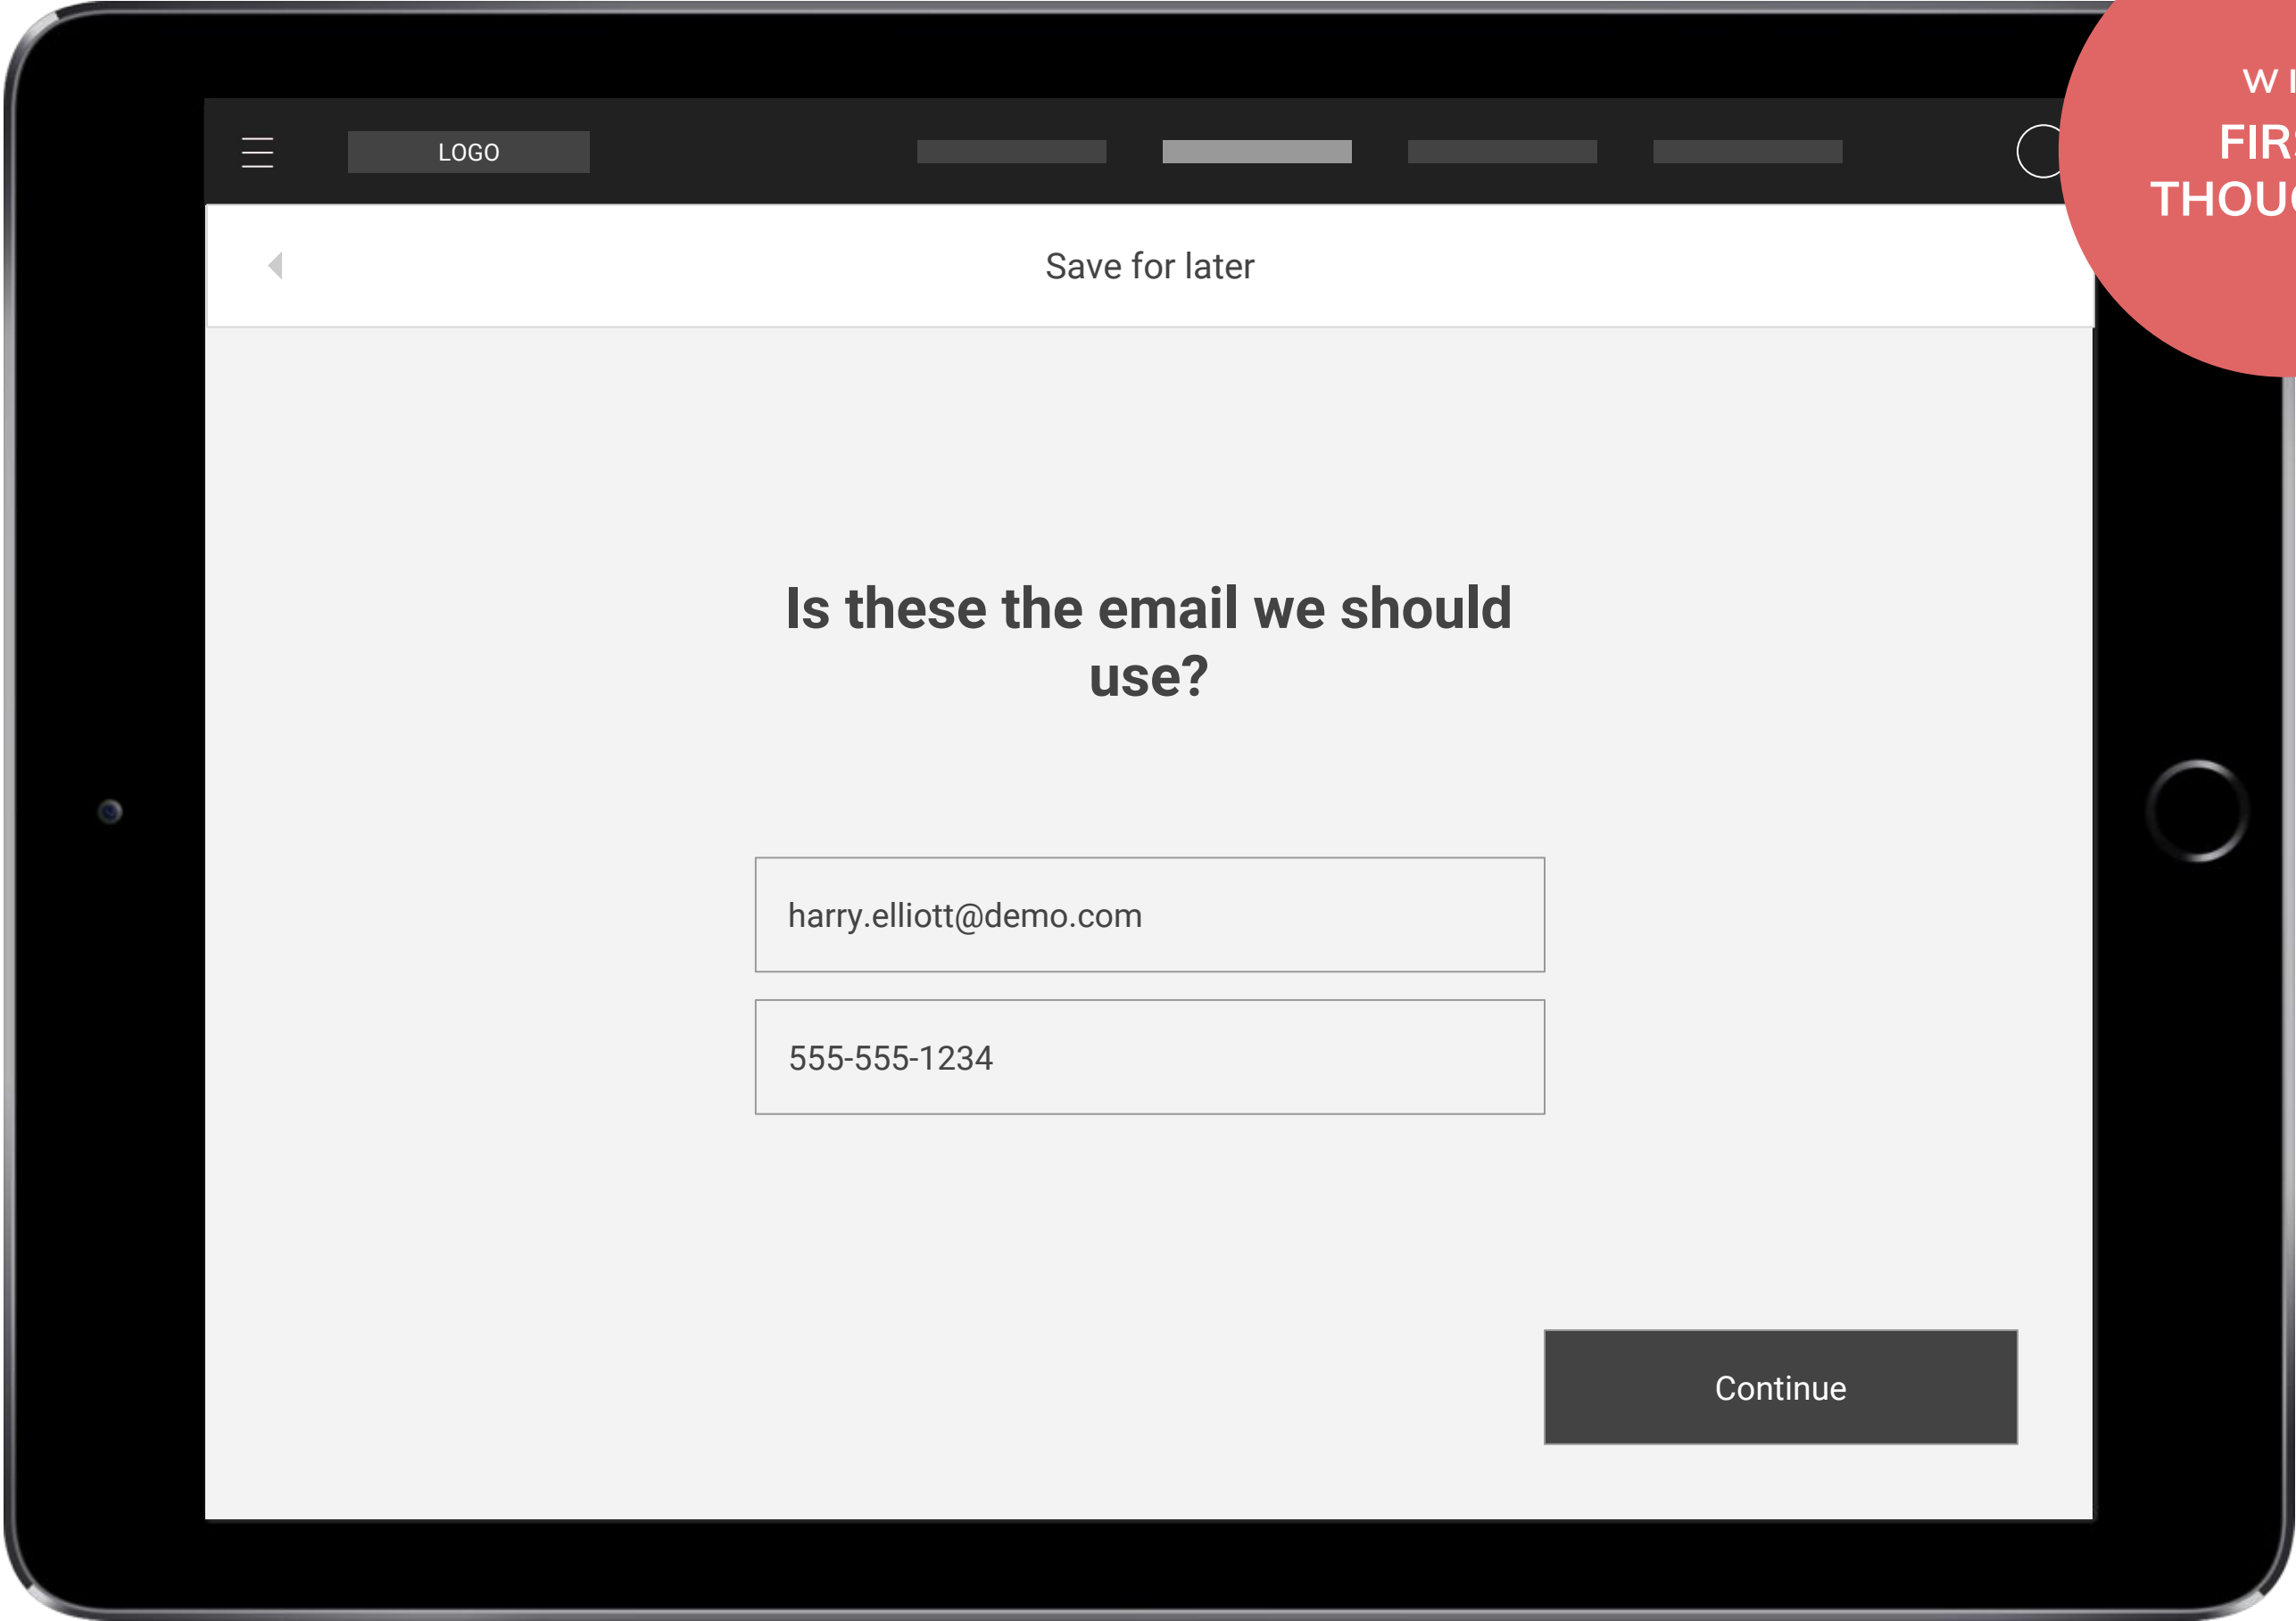 LOGO
Save for later
Is these the email we should
use?
harry.elliott@demo.com
555-555-1234
Continue